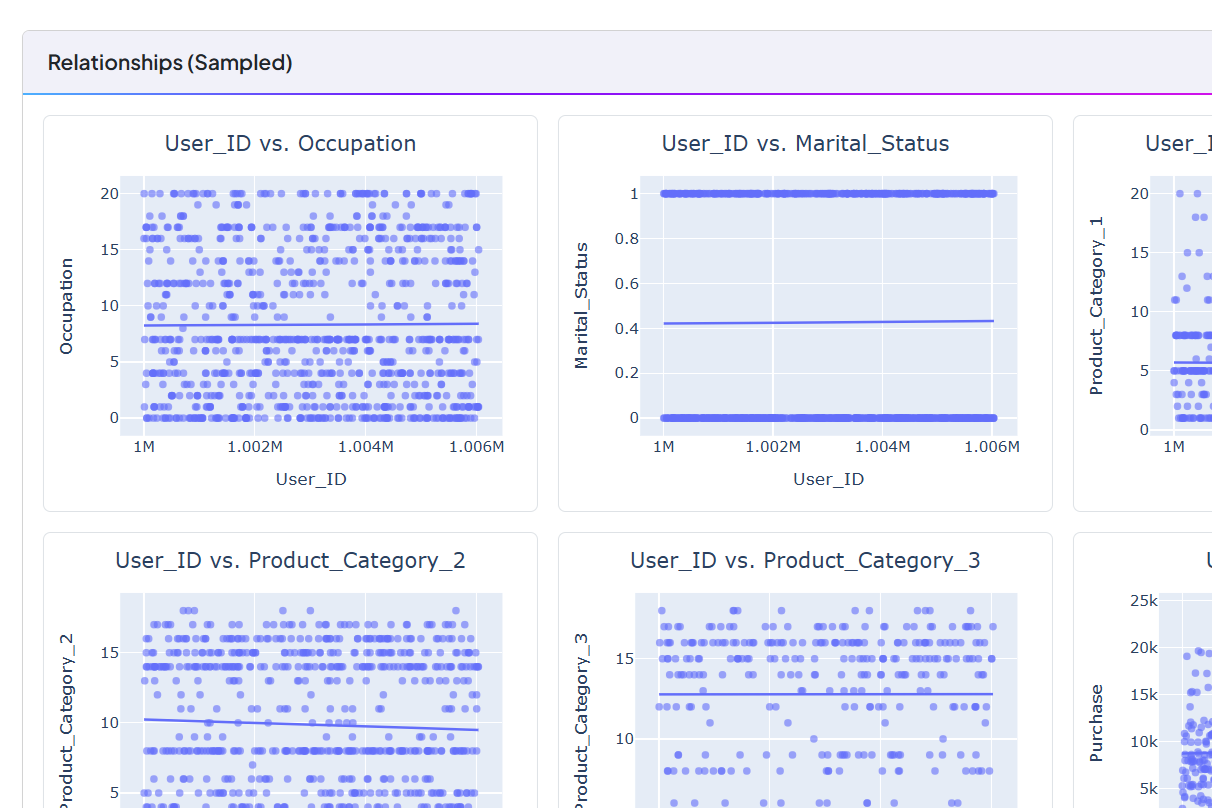 Relationships (Sampled)
User_ID vs. Occupation
20
15
10
5
0
Occupation
1M
1.002M
1.004M
1.006M
User_ID
User_ID vs. Marital_Status
1
0.8
0.6
0.4
0.2
0
Marital_Status
1M
1.002M
1.004M
1.006M
User_ID
20
15
10
5
0
Product_Category_1
1M
User_ID vs. Product_Category_2
15
10
5
Product_Category_2
User_ID vs. Product_Category_3
15
10
Product_Category_3
25k
20k
15k
10k
5k
Purchase